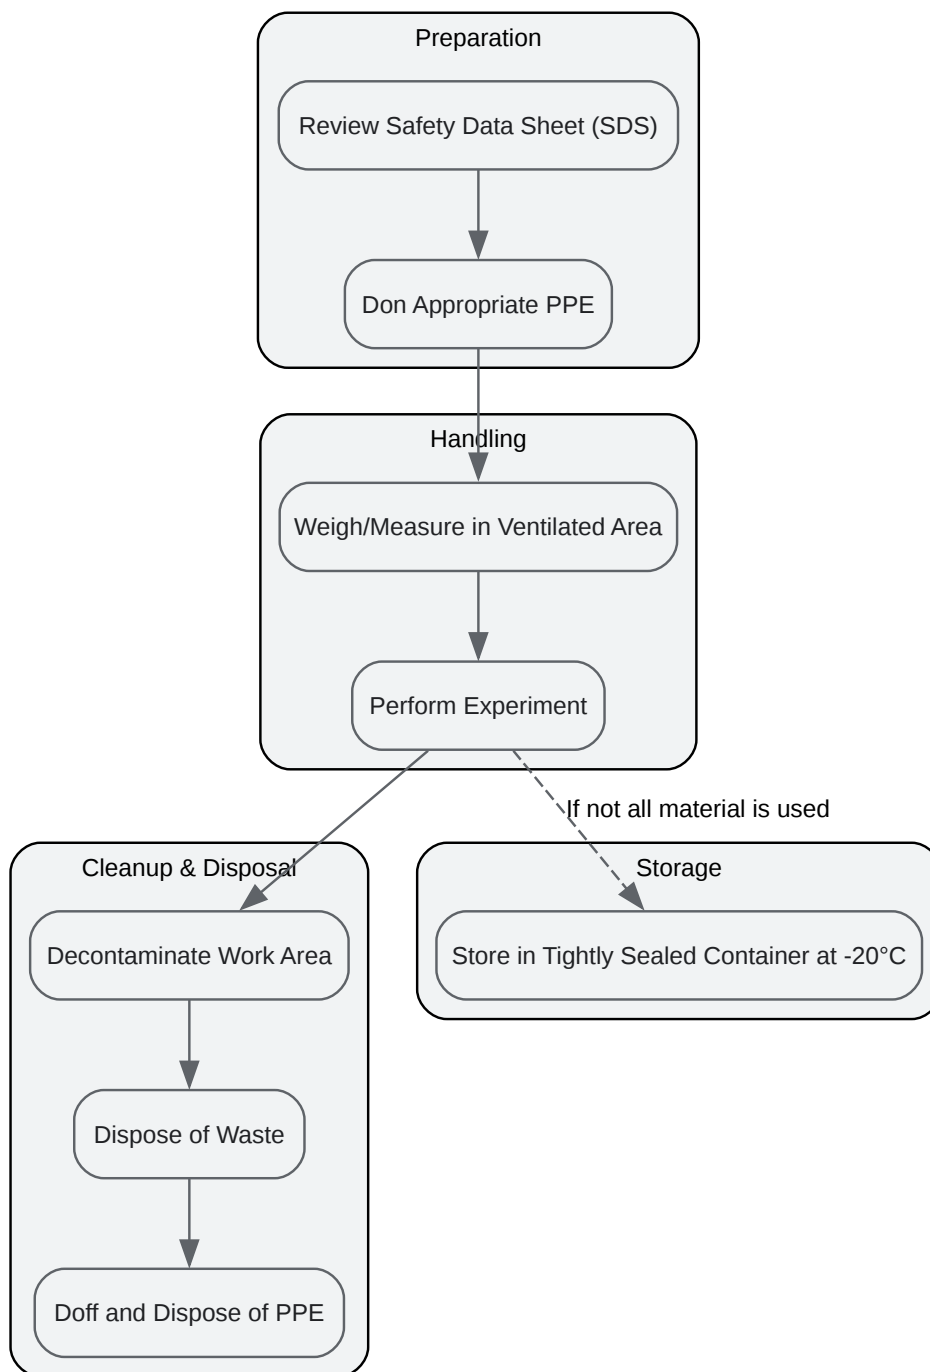 Preparation
Review Safety Data Sheet (SDS)
Don Appropriate PPE
Handling
Weigh/Measure in Ventilated Area
Perform Experiment
If not all material is used
Cleanup & Disposal
Decontaminate Work Area
Dispose of Waste
Doff and Dispose of PPE
Storage
Store in Tightly Sealed Container at -20°C